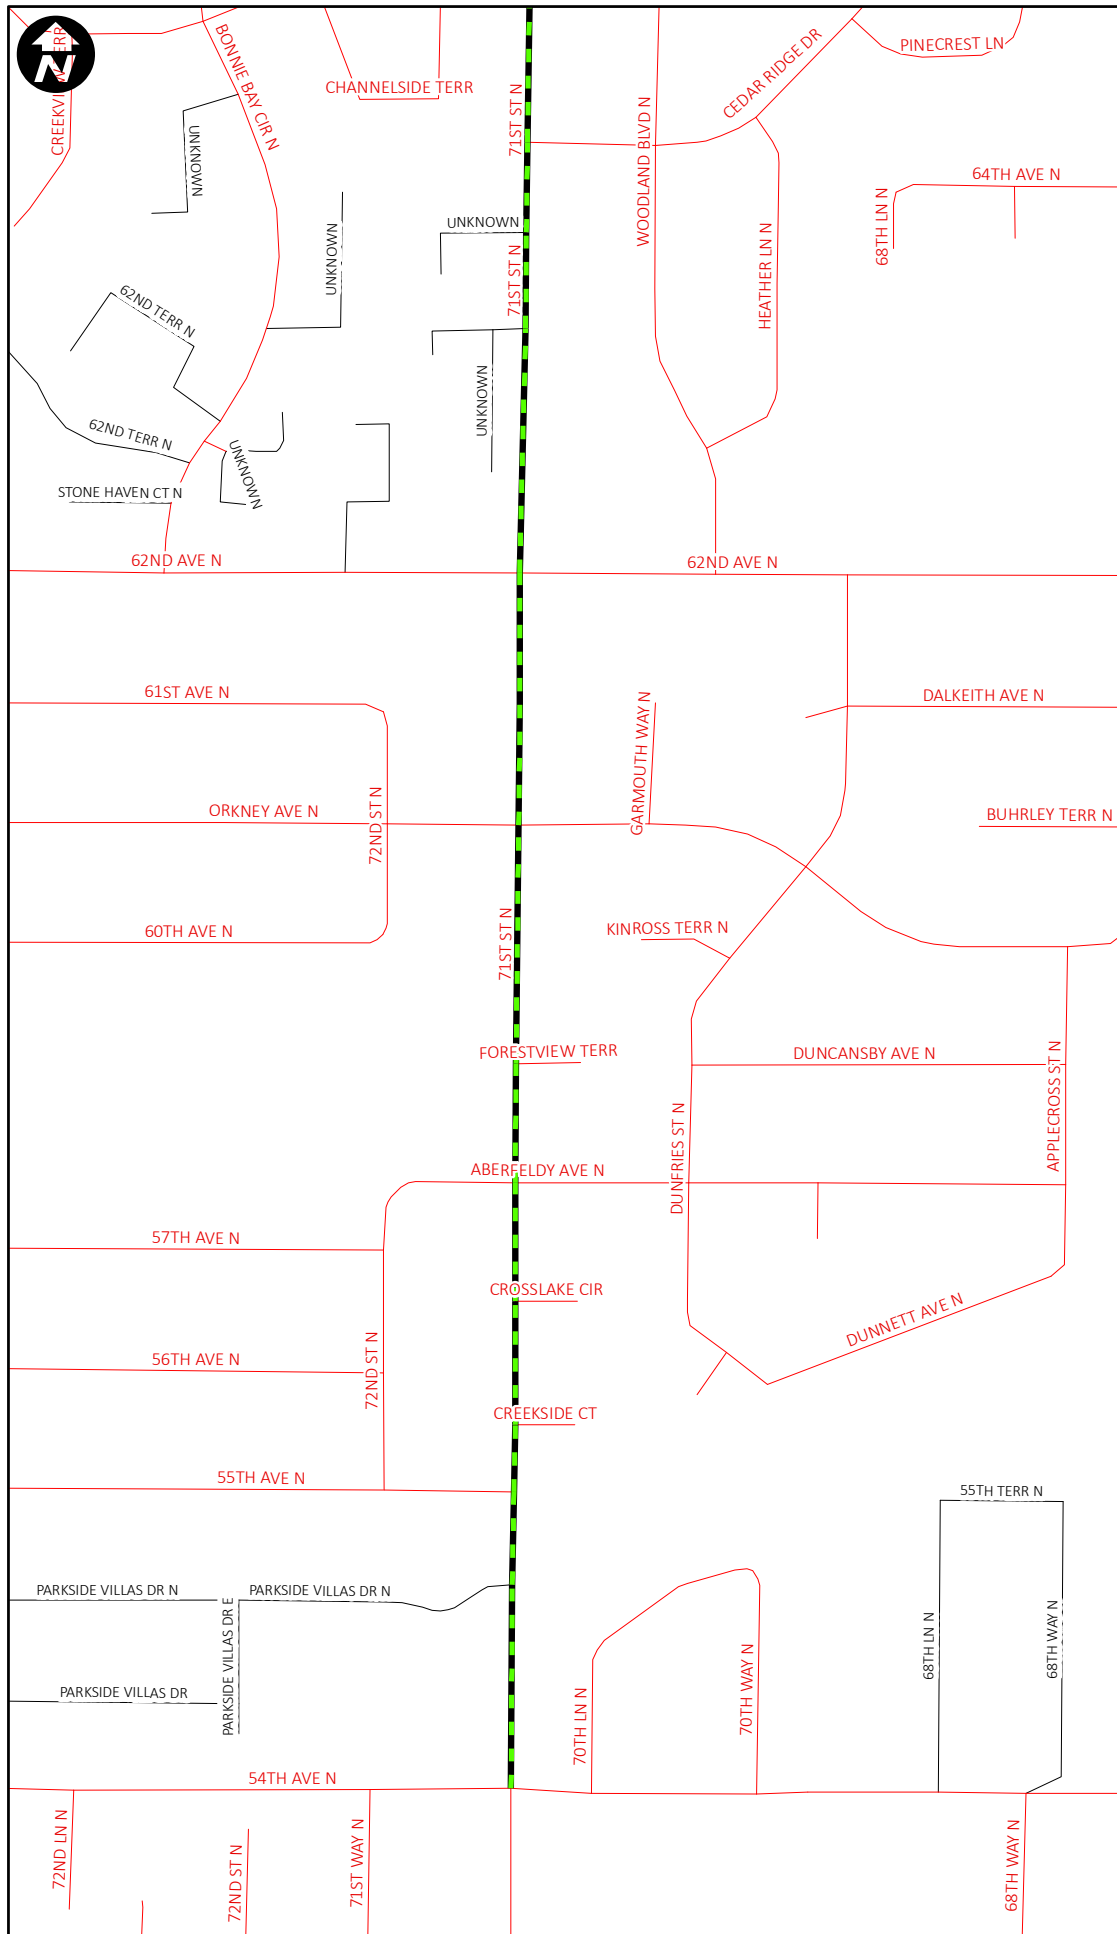 N
CREEKVIEW TERR
BONNIE BAY CIR N
CHANNELSIDE TERR
71ST ST N
WOODLAND BLVD N
CEDAR RIDGE DR
PINECREST LN
UNKNOWN
64TH AVE N
68TH LN N
HEATHER LN N
UNKNOWN
UNKNOWN
71ST ST N
62ND TERR N
UNKNOWN
62ND TERR N
UNKNOWN
STONE HAVEN CT N
62ND AVE N
62ND AVE N
61ST AVE N
GARMOUTH WAY N
DALKEITH AVE N
ORKNEY AVE N
72ND ST N
BUHRLEY TERR N
60TH AVE N
71ST ST N
KINROSS TERR N
FORESTVIEW TERR
DUNCANSBY AVE N
APPLECROSS ST N
DUNFRIES ST N
ABERFELDY AVE N
57TH AVE N
CROSSLAKE CIR
DUNNETT AVE N
56TH AVE N
72ND ST N
CREEKSIDE CT
55TH AVE N
55TH TERR N
PARKSIDE VILLAS DR N
PARKSIDE VILLAS DR N
PARKSIDE VILLAS DR E
68TH LN N
68TH WAY N
PARKSIDE VILLAS DR
70TH LN N
70TH WAY N
54TH AVE N
72ND LN N
72ND ST N
71ST WAY N
68TH WAY N